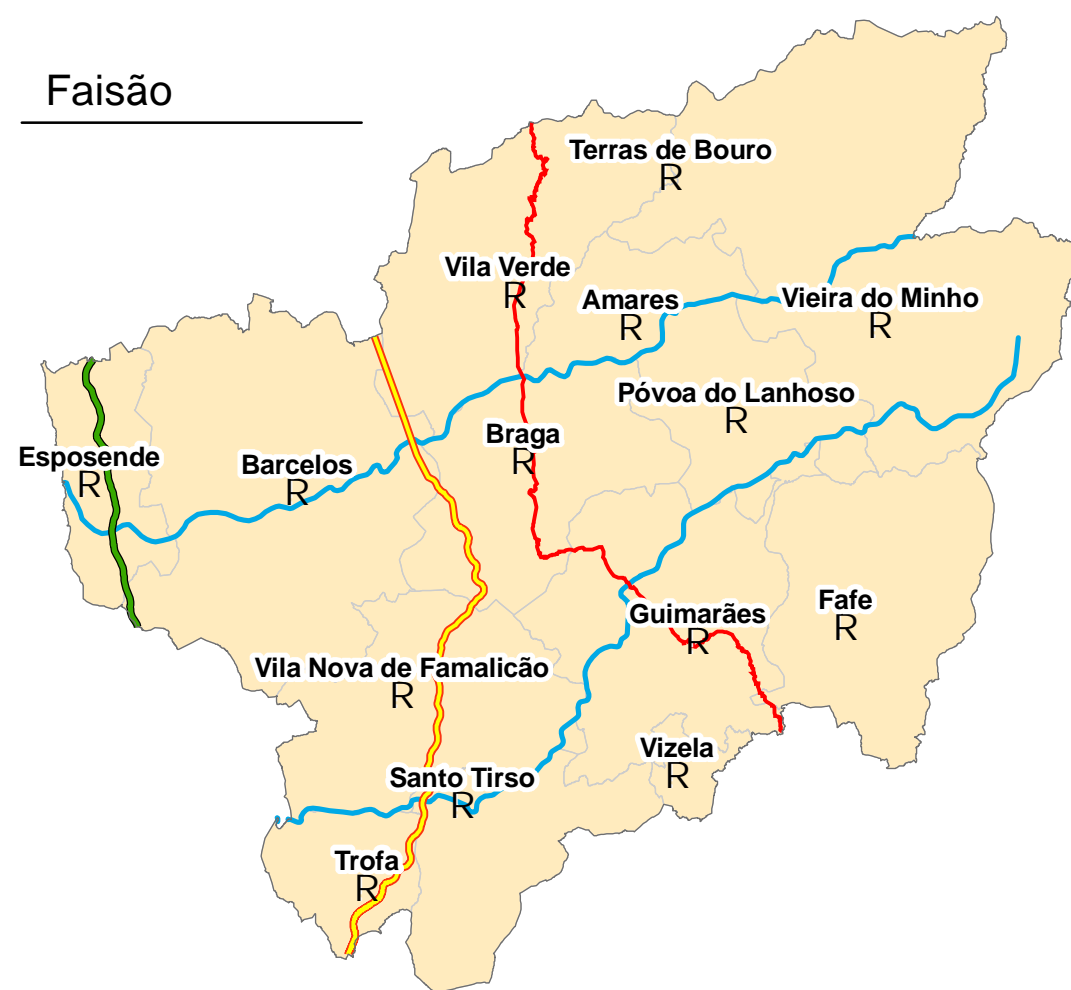 Faisão
Terras de Bouro
R
Vila Verde
R
Amares
R
Vieira do Minho
R
Póvoa do Lanhoso
R
Braga
R
Esposende
R
Barcelos
R
Guimarães
R
Fafe
R
Vila Nova de Famalicão
R
Vizela
R
Santo Tirso
R
Trofa
R